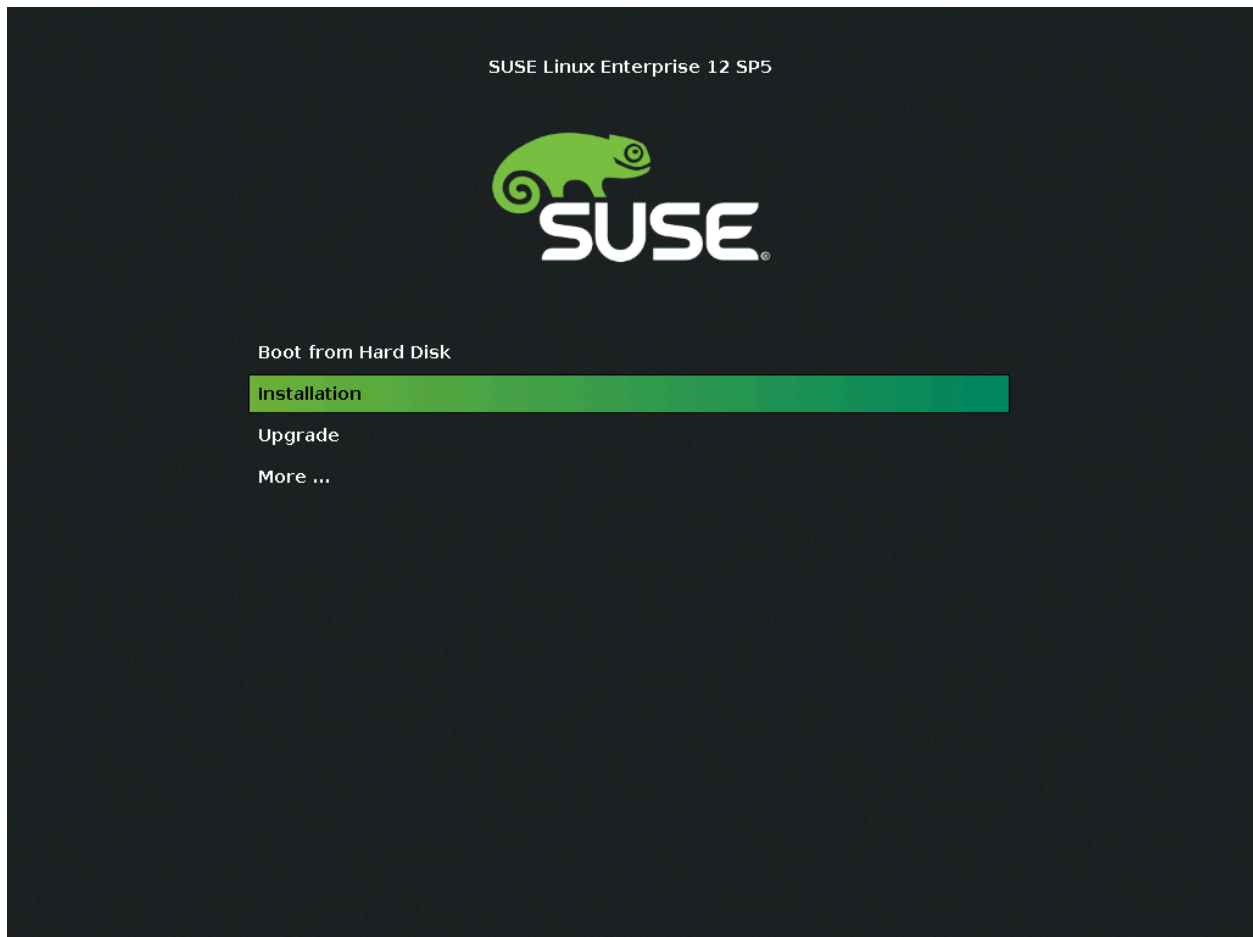 SUSE Linux Enterprise 12 SP5
SUSE®
Boot from Hard Disk
Installation
Upgrade
More ...